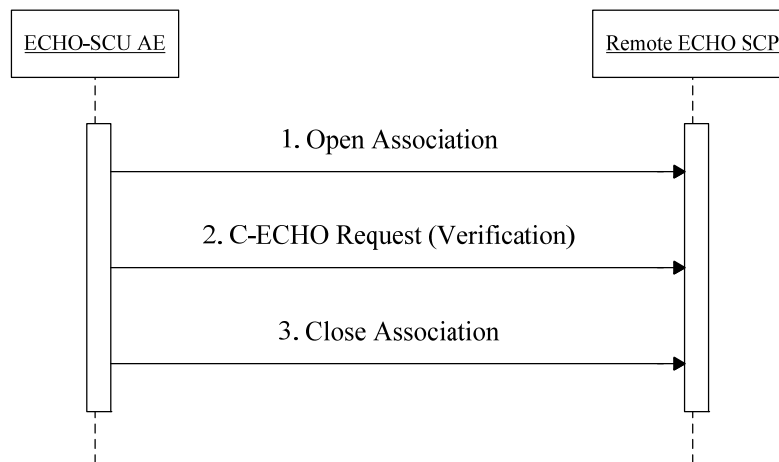 ECHO-SCU AE
Remote ECHO SCP
1. Open Association
2. C-ECHO Request (Verification)
3. Close Association